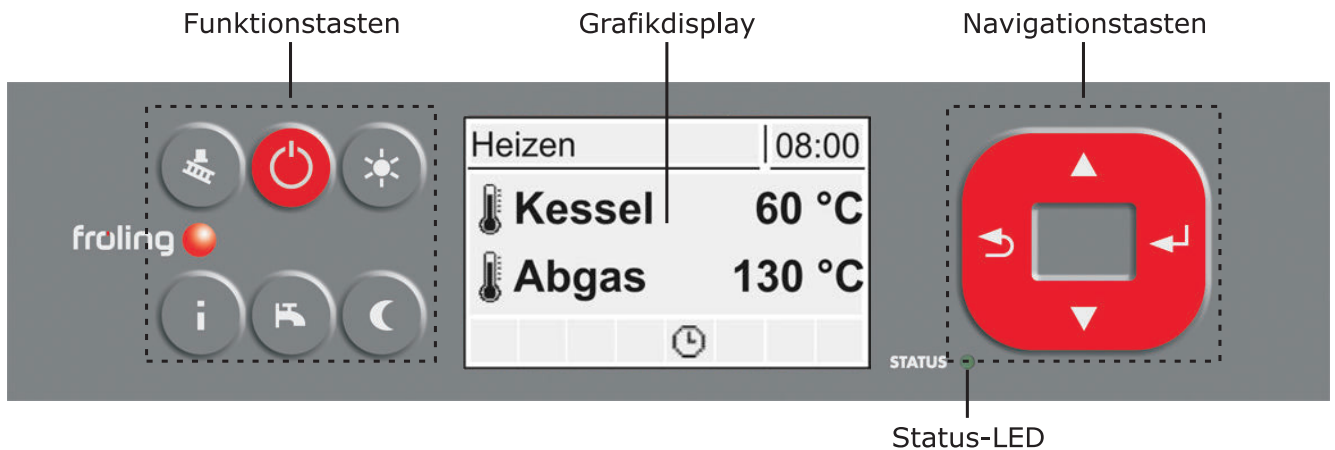 Funktionstasten
Grafikdisplay
Navigationstasten
Heizen 08:00
Kessel 60 °C
Abgas 130 °C
fröling
i
STATUS
Status-LED